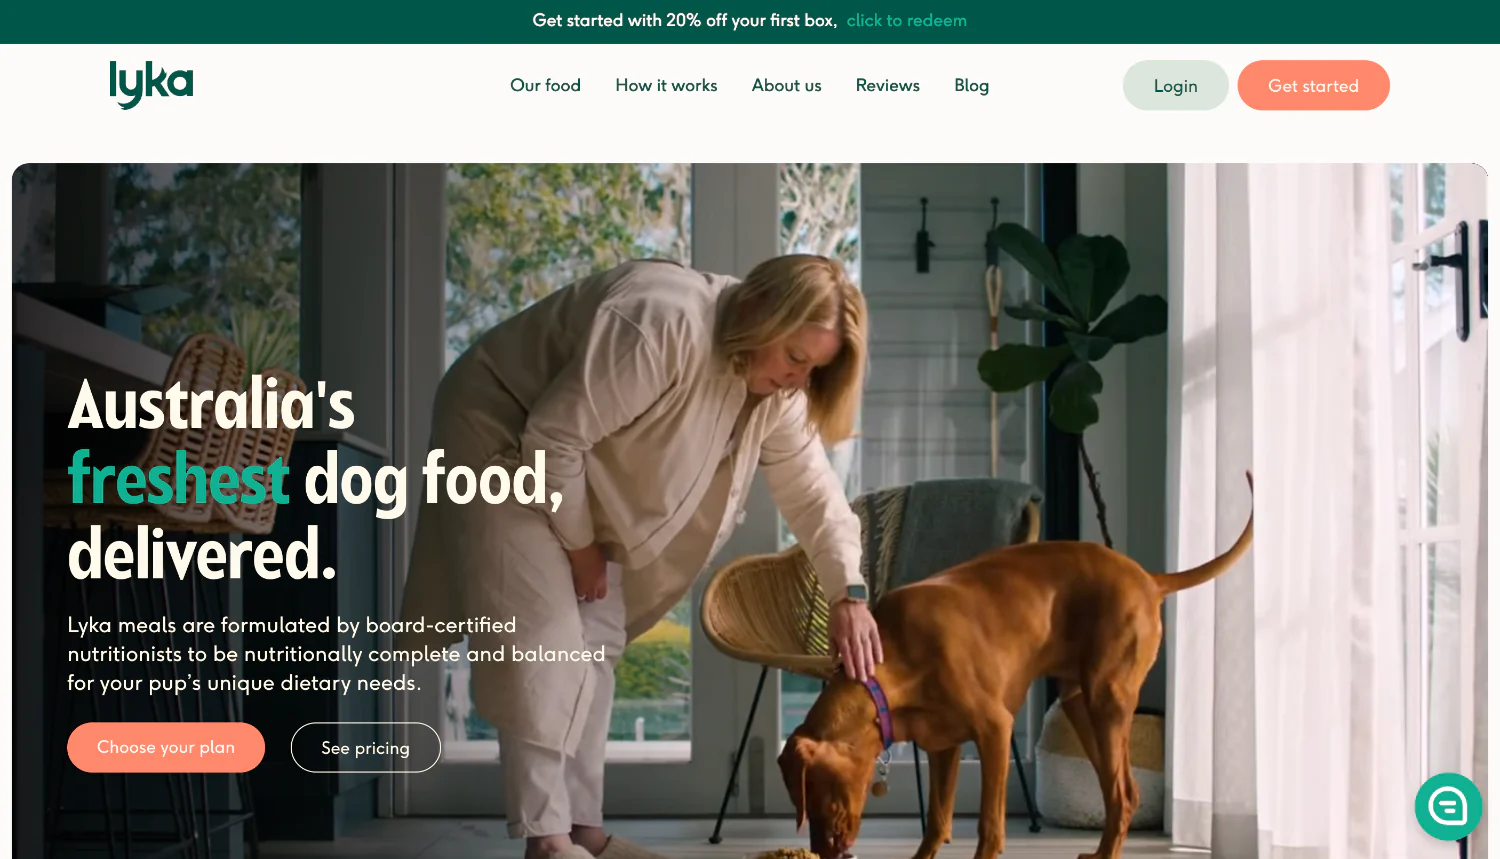 Get started with 20% off your first box, click to redeem
lyka
Our food
How it works
About us
Reviews
Blog
Login
Get started
Australia's
freshest dog food,
delivered.
Lyka meals are formulated by board-certified
nutritionists to be nutritionally complete and balanced
for your pup’s unique dietary needs.
Choose your plan
See pricing